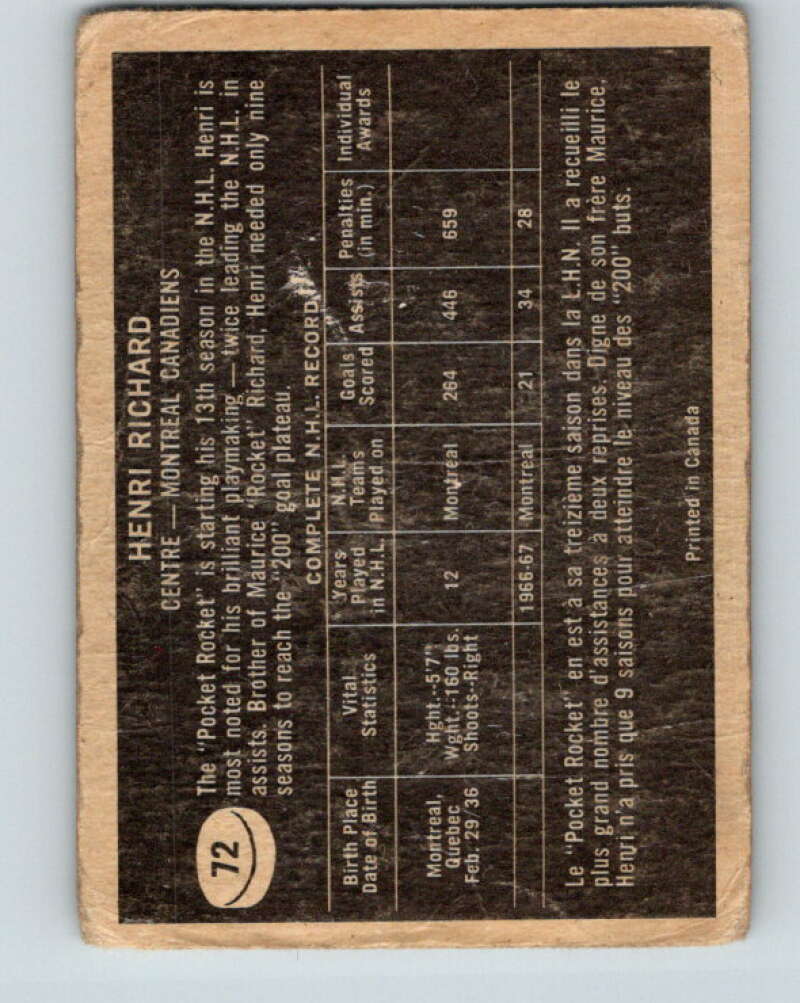 HENRI RICHARD
CENTRE — MONTREAL CANADIENS
72
The "Pocket Rocket" is starting his 13th season in the N.H.L. Henri is
most noted for his brilliant playmaking — twice leading the N.H.L. in
assists. Brother of Maurice "Rocket" Richard, Henri needed only nine
seasons to reach the "200" goal plateau.
COMPLETE N.H.L. RECORD
Birth Place
Date of Birth
Vital
Statistics
Years
Played
in N.H.L.
N.H.L.
Teams
Played on
Goals
Scored
Assists
Penalties
(in min.)
Individual
Awards
Montreal,
Quebec
Feb. 29/36
Hght.--5'7"
Wght.--160 lbs.
Shoots--Right
12
Montreal
264
446
659
1966-67
Montreal
21
34
28
Le "Pocket Rocket" en est à sa treizième saison dans la L.H.N. Il a recueilli le
plus grand nombre d'assistances à deux reprises. Digne de son frère Maurice,
Henri n'a pris que 9 saisons pour atteindre le niveau des "200" buts.
Printed in Canada